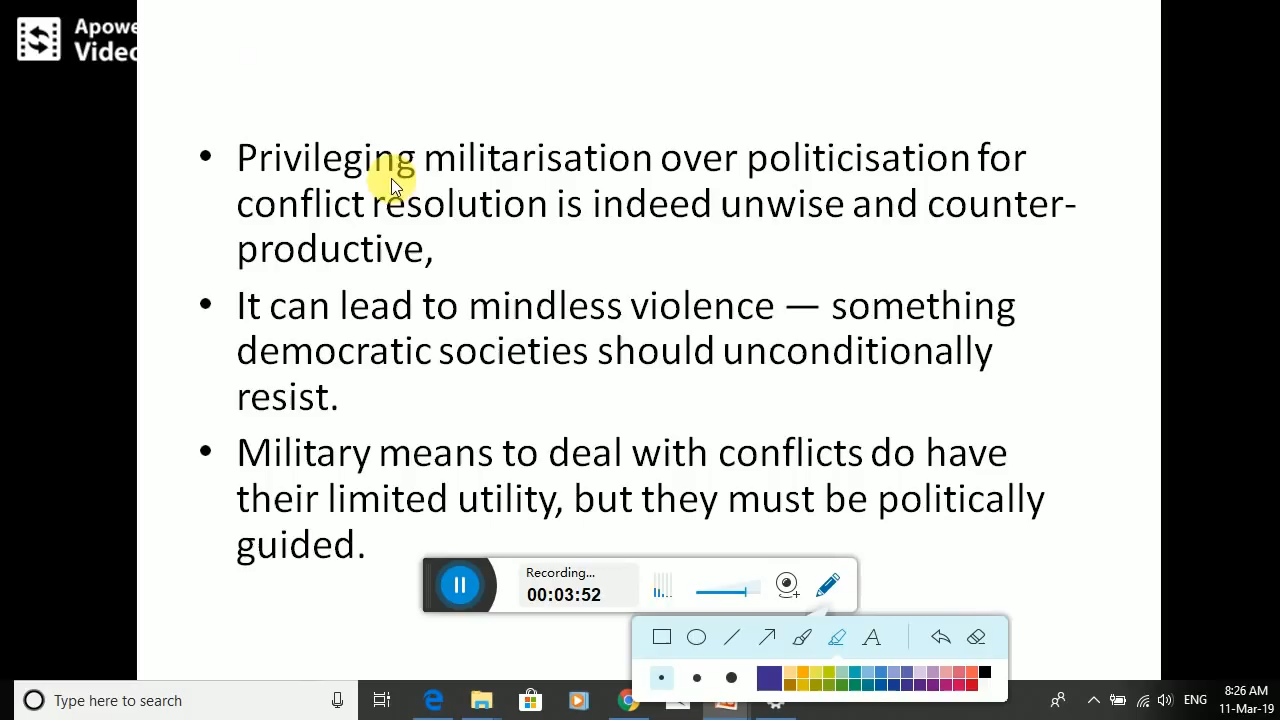 Apowe
Video
• Privileging militarisation over politicisation for
conflict resolution is indeed unwise and counter-
productive,
• It can lead to mindless violence — something
democratic societies should unconditionally
resist.
• Military means to deal with conflicts do have
their limited utility, but they must be politically
guided.
Recording...
00:03:52
A
Type here to search
ENG
8:26 AM
11-Mar-19